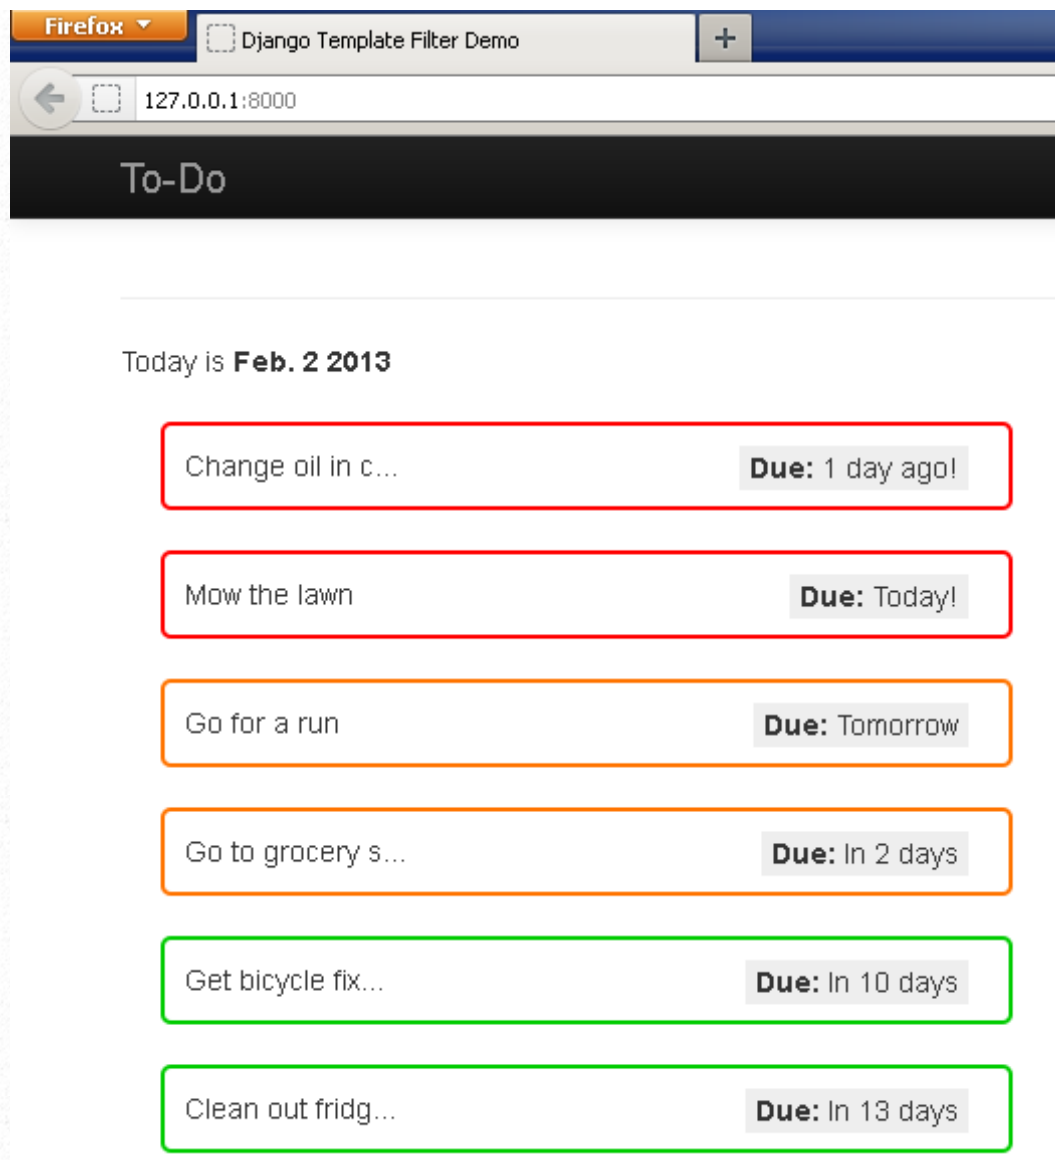 Firefox
Django Template Filter Demo
+
127.0.0.1:8000
To-Do
Today is Feb. 2 2013
Change oil in c... Due: 1 day ago!
Mow the lawn Due: Today!
Go for a run Due: Tomorrow
Go to grocery s... Due: In 2 days
Get bicycle fix... Due: In 10 days
Clean out fridg... Due: In 13 days